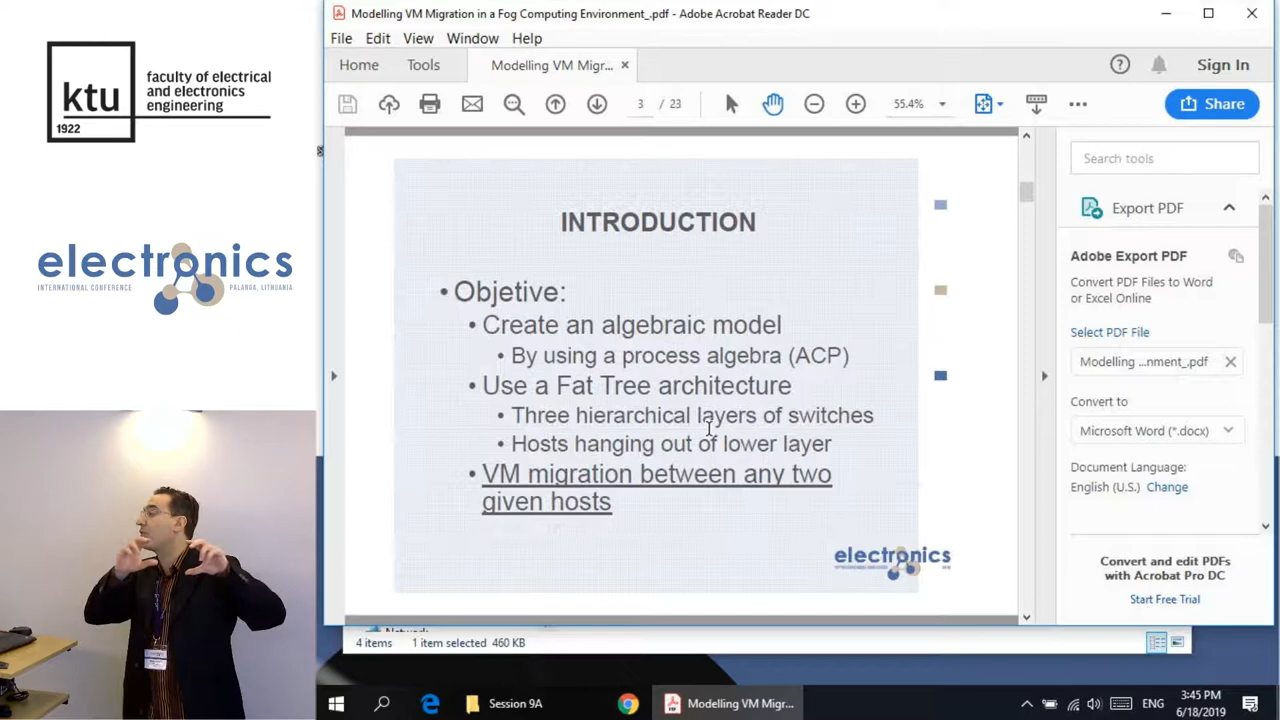 ktu
1922
faculty of electrical
and electronics
engineering
electronics
INTERNATIONAL CONFERENCE
PALANGA, LITHUANIA
Modelling VM Migration in a Fog Computing Environment_.pdf - Adobe Acrobat Reader DC
File Edit View Window Help
Home Tools Modelling VM Migr... Sign In
3 / 23 55.4% Share
INTRODUCTION
• Objetive:
• Create an algebraic model
• By using a process algebra (ACP)
• Use a Fat Tree architecture
• Three hierarchical layers of switches
• Hosts hanging out of lower layer
• VM migration between any two
given hosts
electronics
Search tools
Export PDF
Adobe Export PDF
Convert PDF Files to Word
or Excel Online
Select PDF File
Modelling ...nment_.pdf
Convert to
Microsoft Word (*.docx)
Document Language:
English (U.S.) Change
Convert and edit PDFs
with Acrobat Pro DC
Start Free Trial
Network
4 items 1 item selected 460 KB
Session 9A
Modelling VM Migr...
ENG
3:45 PM
6/18/2019